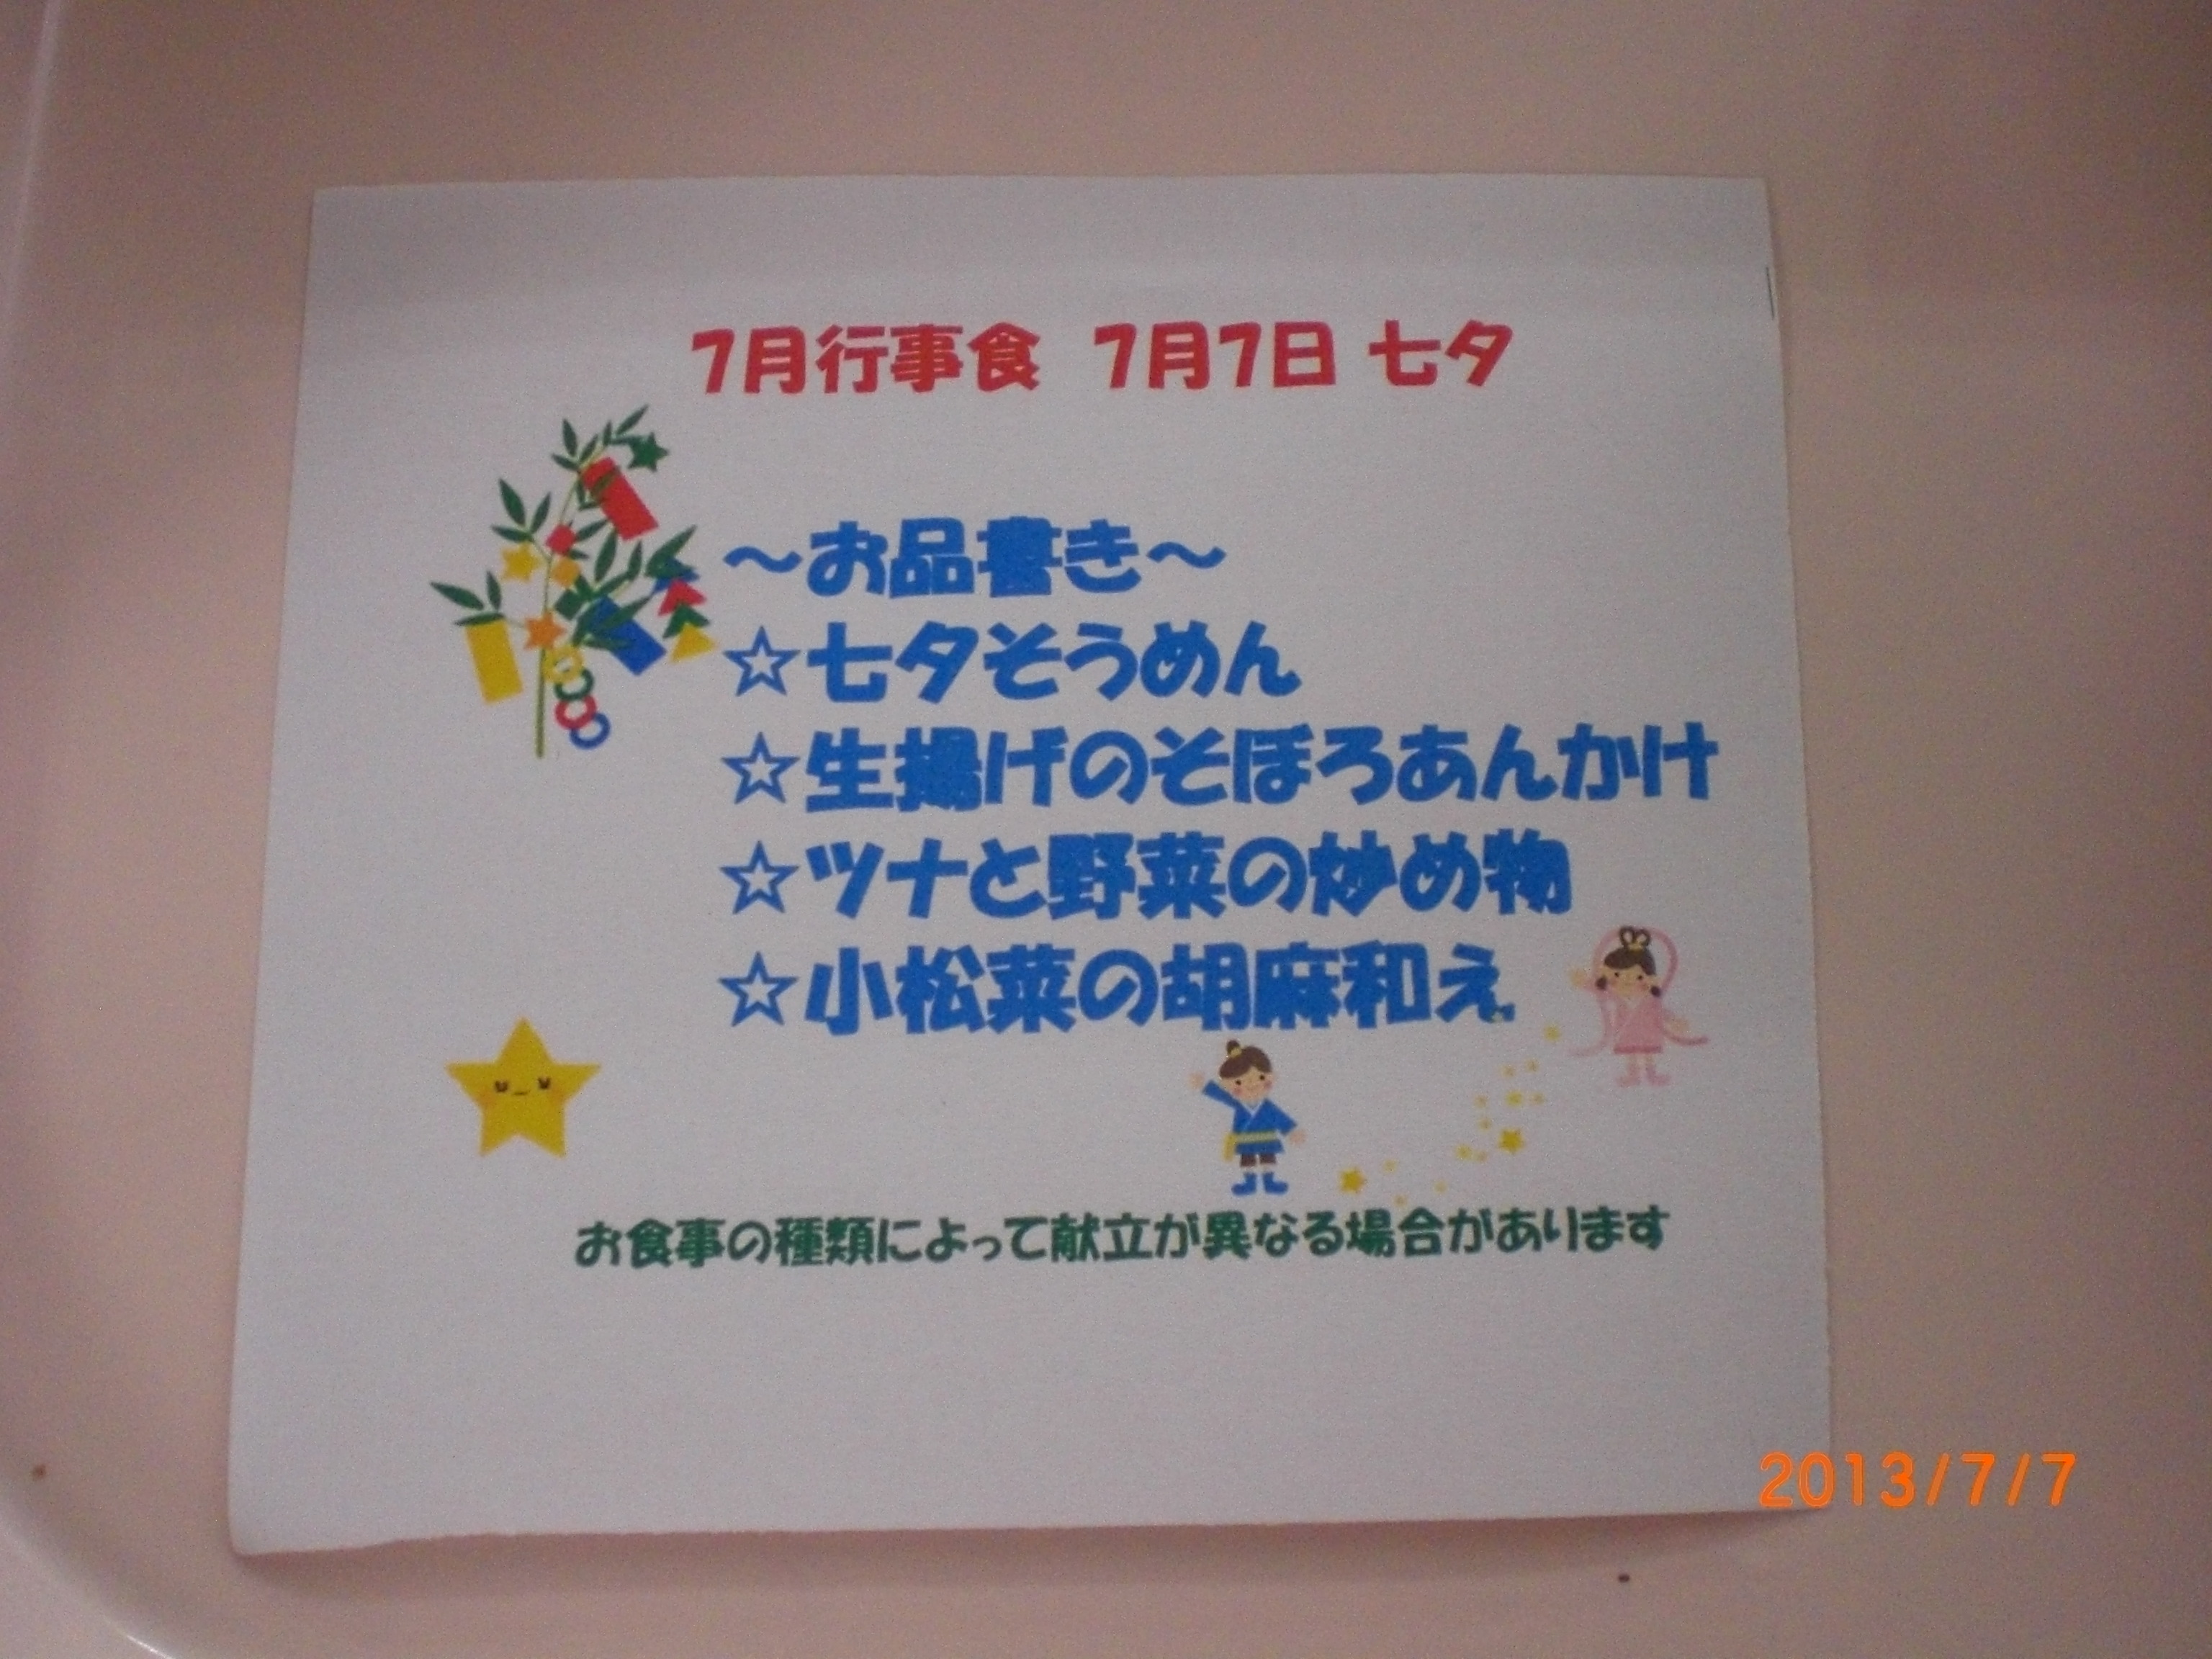 7月行事食 7月7日 七夕
～お品書き～
☆七夕そうめん
☆生揚げのそぼろあんかけ
☆ツナと野菜の炒め物
☆小松菜の胡麻和え
お食事の種類によって献立が異なる場合があります
2013/7/7